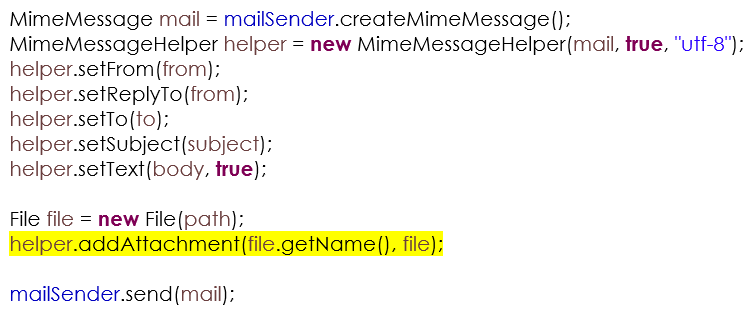 MimeMessage mail = mailSender.createMimeMessage();
MimeMessageHelper helper = new MimeMessageHelper(mail, true, "utf-8");
helper.setFrom(from);
helper.setReplyTo(from);
helper.setTo(to);
helper.setSubject(subject);
helper.setText(body, true);
File file = new File(path);
helper.addAttachment(file.getName(), file);
mailSender.send(mail);